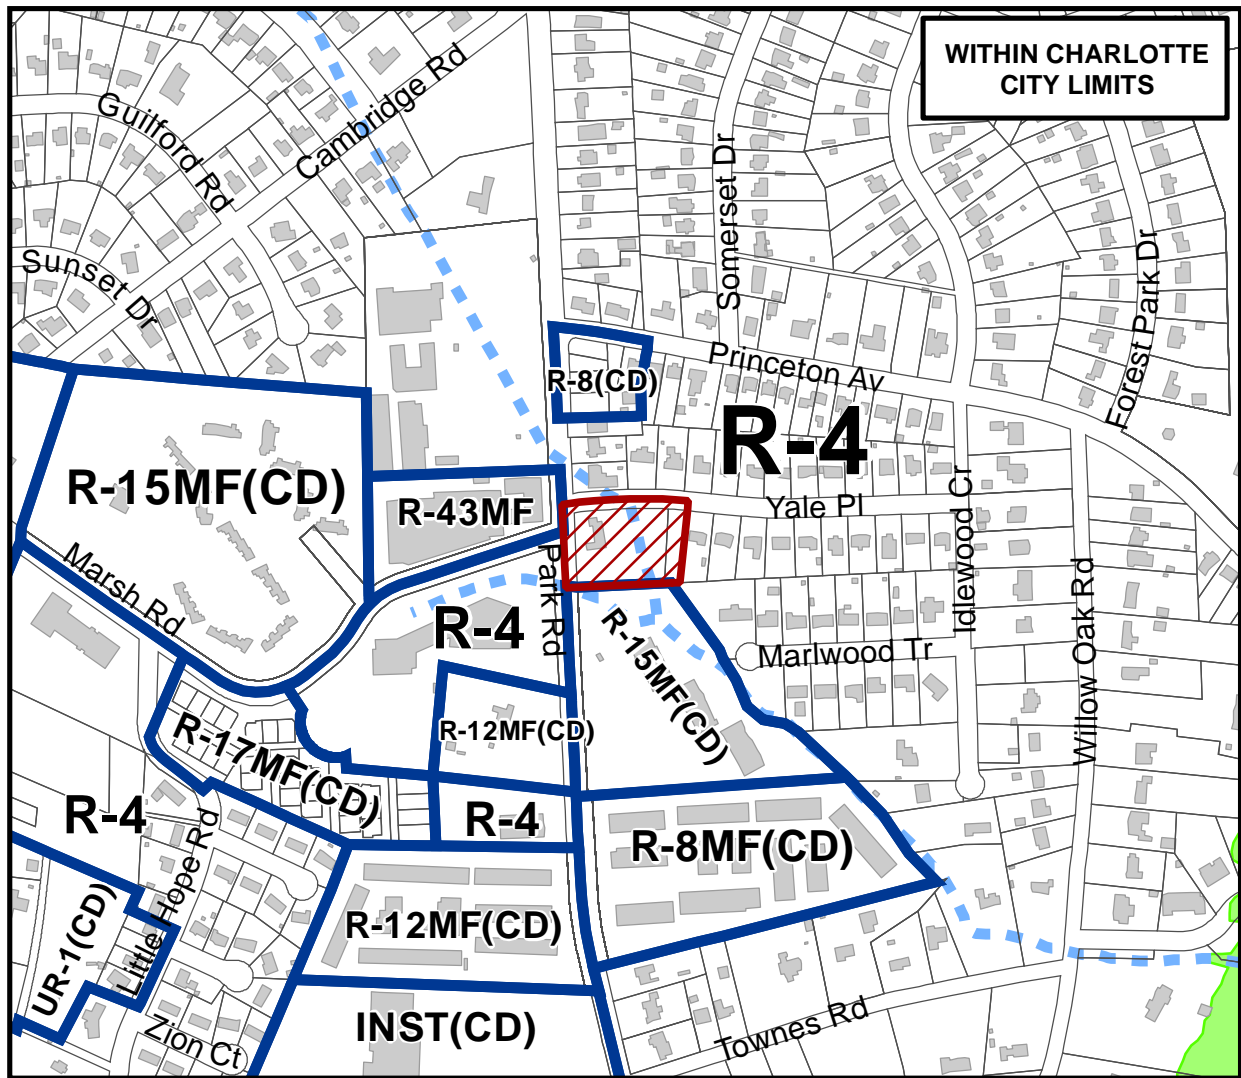 WITHIN CHARLOTTE
CITY LIMITS
Guilford Rd
Cambridge Rd
Somerset Dr
Sunset Dr
Forest Park Dr
Princeton Av
R-8(CD)
R-4
R-15MF(CD)
R-43MF
Yale Pl
Idlewood Cr
Marsh Rd
Park Rd
R-4
R-15MF(CD)
Marlwood Tr
Willow Oak Rd
R-12MF(CD)
R-17MF(CD)
R-4
R-4
R-8MF(CD)
Little Hope Rd
UR-1(CD)
R-12MF(CD)
INST(CD)
Zion Ct
Townes Rd